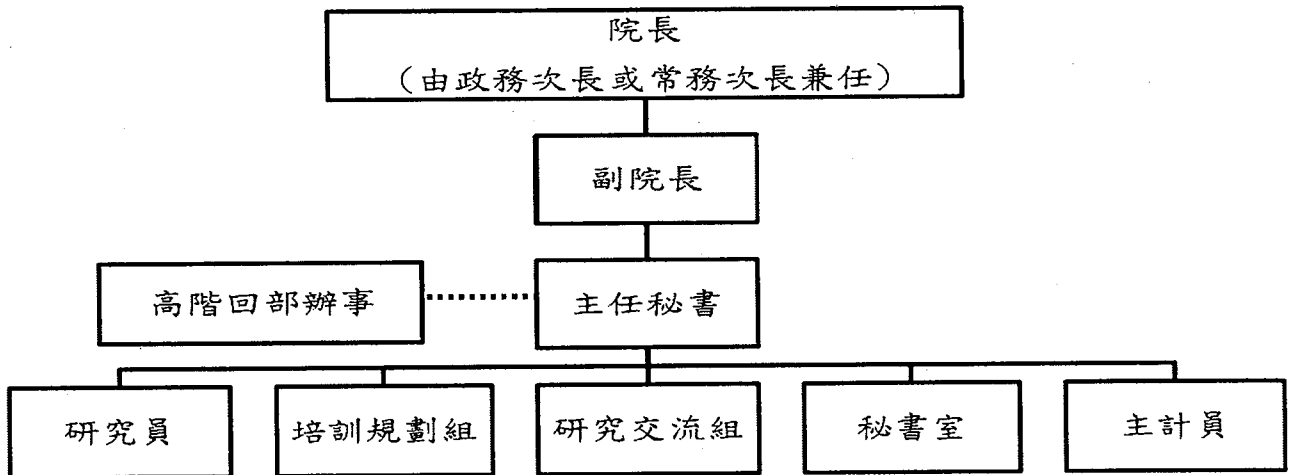 院長
（由政務次長或常務次長兼任）
副院長
高階回部辦事
主任秘書
研究員
培訓規劃組
研究交流組
秘書室
主計員